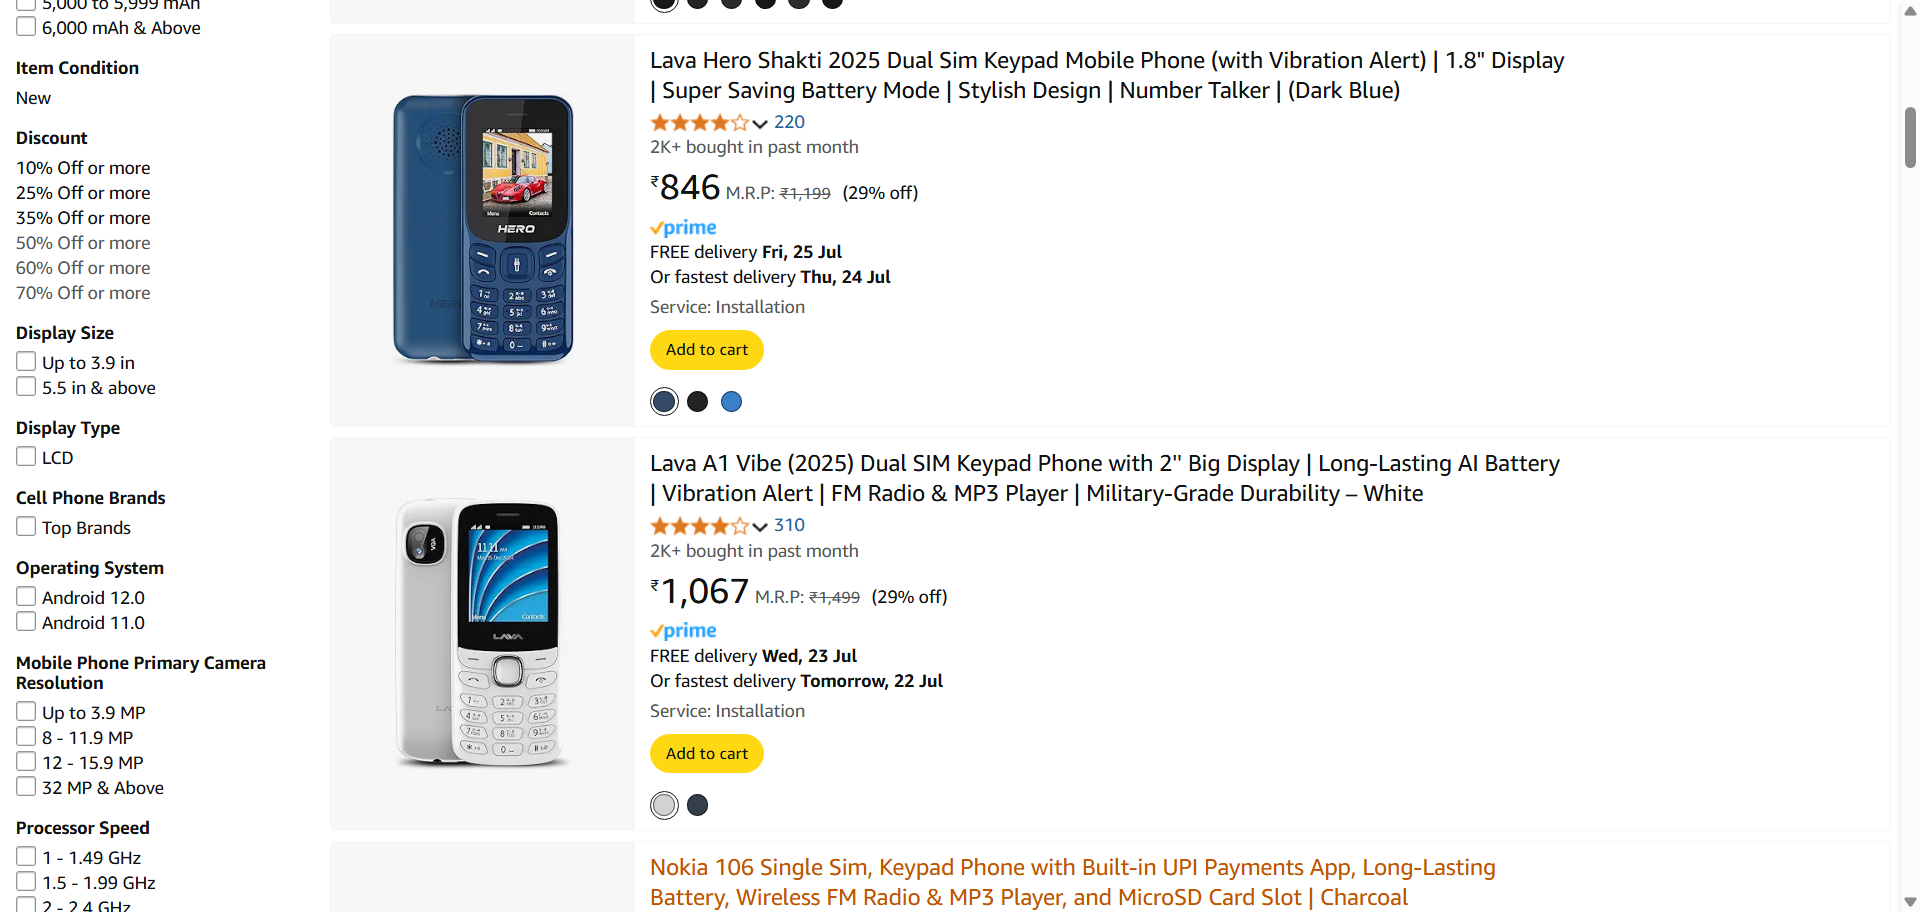 5,000 to 5,999 mAh
6,000 mAh & Above
Item Condition
New
Discount
10% Off or more
25% Off or more
35% Off or more
50% Off or more
60% Off or more
70% Off or more
Display Size
Up to 3.9 in
5.5 in & above
Display Type
LCD
Cell Phone Brands
Top Brands
Operating System
Android 12.0
Android 11.0
Mobile Phone Primary Camera
Resolution
Up to 3.9 MP
8 - 11.9 MP
12 - 15.9 MP
32 MP & Above
Processor Speed
1 - 1.49 GHz
1.5 - 1.99 GHz
2 - 2.4 GHz
Menu Contacts
HERO
Lava Hero Shakti 2025 Dual Sim Keypad Mobile Phone (with Vibration Alert) | 1.8" Display
| Super Saving Battery Mode | Stylish Design | Number Talker | (Dark Blue)
220
2K+ bought in past month
₹846 M.R.P: ₹1,199 (29% off)
prime
FREE delivery Fri, 25 Jul
Or fastest delivery Thu, 24 Jul
Service: Installation
Add to cart
VGA
11:11 AM
Menu Contacts
LAVA
Lava A1 Vibe (2025) Dual SIM Keypad Phone with 2" Big Display | Long-Lasting AI Battery
| Vibration Alert | FM Radio & MP3 Player | Military-Grade Durability – White
310
2K+ bought in past month
₹1,067 M.R.P: ₹1,499 (29% off)
prime
FREE delivery Wed, 23 Jul
Or fastest delivery Tomorrow, 22 Jul
Service: Installation
Add to cart
Nokia 106 Single Sim, Keypad Phone with Built-in UPI Payments App, Long-Lasting
Battery, Wireless FM Radio & MP3 Player, and MicroSD Card Slot | Charcoal